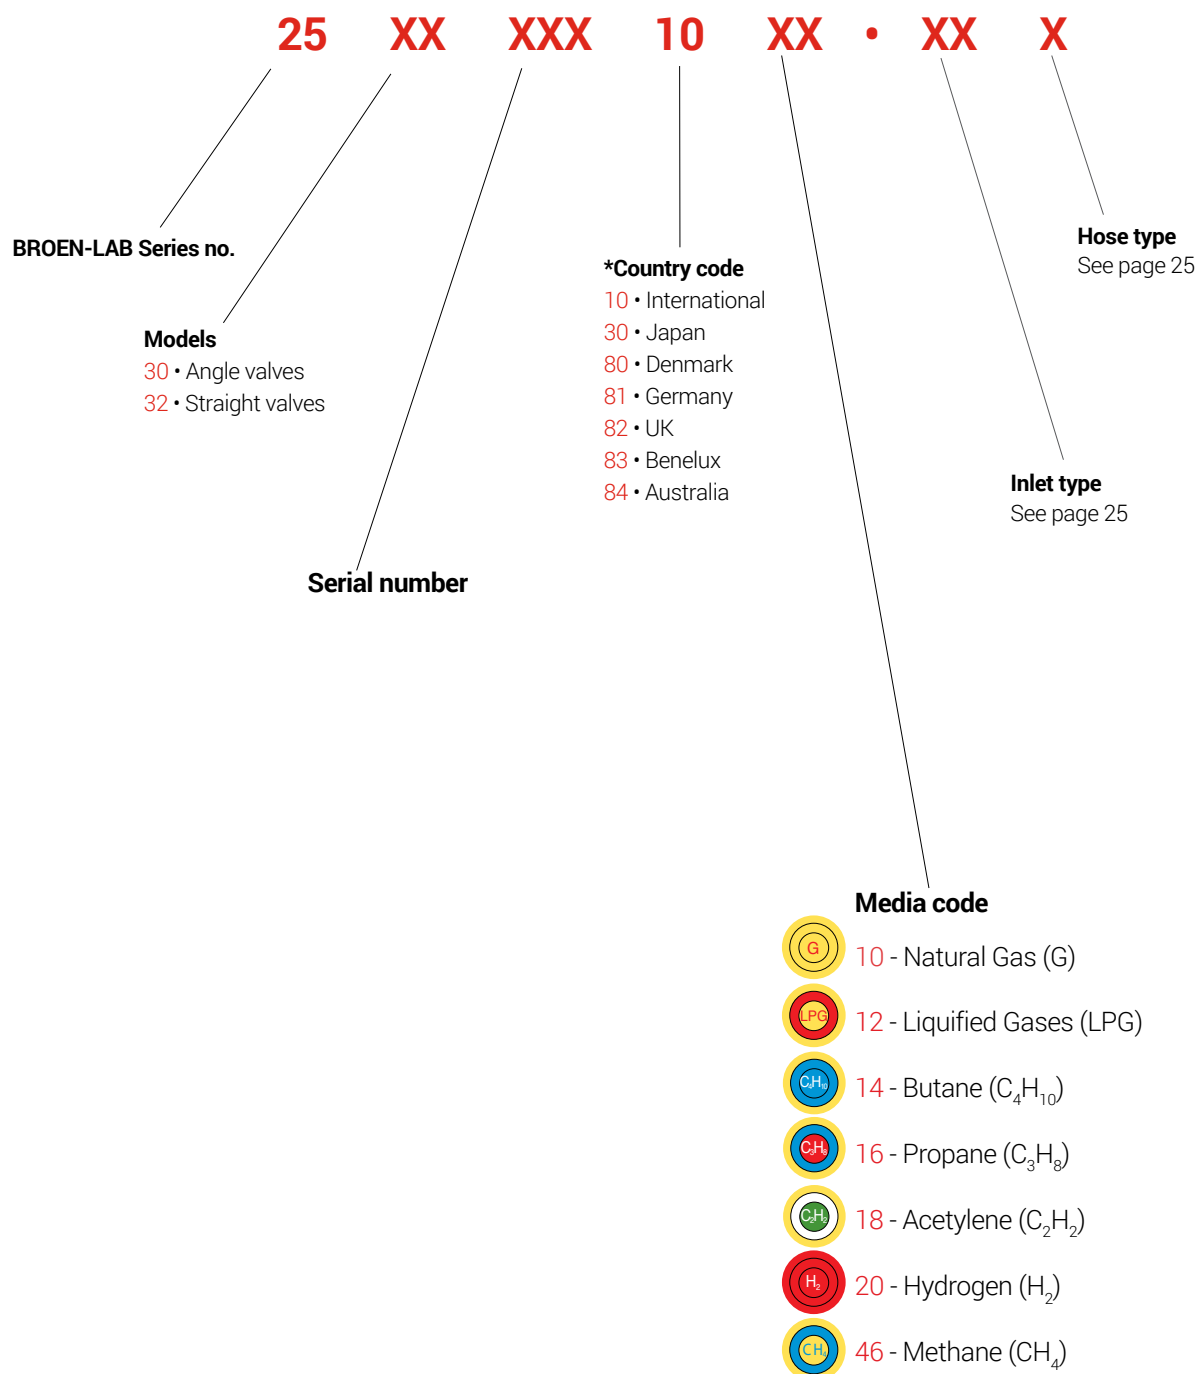 25 XX XXX 10 XX • XX X
BROEN-LAB Series no.
Models
30 • Angle valves
32 • Straight valves
Serial number
*Country code
10 • International
30 • Japan
80 • Denmark
81 • Germany
82 • UK
83 • Benelux
84 • Australia
Hose type
See page 25
Inlet type
See page 25
Media code
G 10 - Natural Gas (G)
LPG 12 - Liquified Gases (LPG)
C₄H₁₀ 14 - Butane (C₄H₁₀)
C₃H₈ 16 - Propane (C₃H₈)
C₂H₂ 18 - Acetylene (C₂H₂)
H₂ 20 - Hydrogen (H₂)
CH₄ 46 - Methane (CH₄)